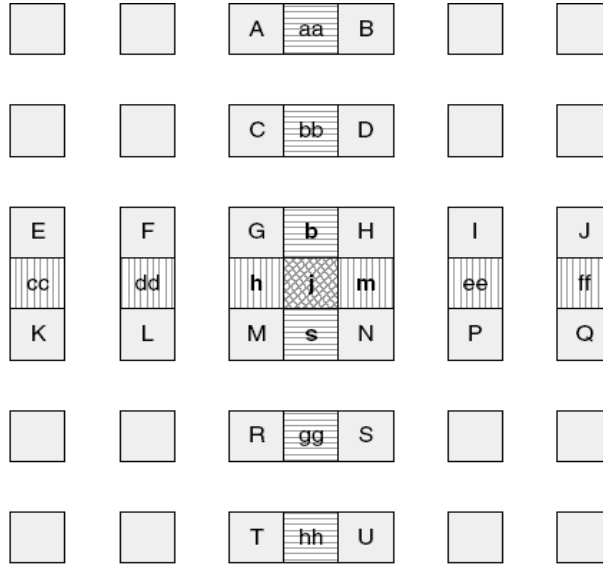 A aa B
C bb D
E F G b H I J
cc dd h j m ee ff
K L M s N P Q
R gg S
T hh U